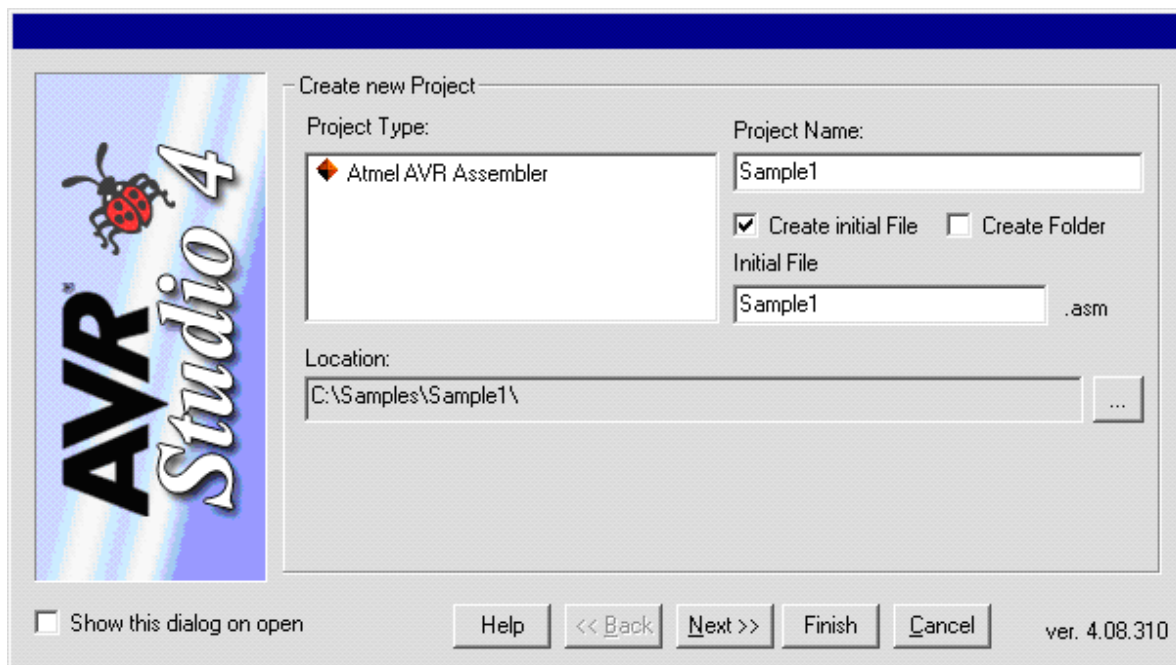 AVR®
Studio 4
Create new Project
Project Type:
Atmel AVR Assembler
Project Name:
Sample1
Create initial File
Create Folder
Initial File
Sample1
.asm
Location:
C:\Samples\Sample1\
...
Show this dialog on open
Help
<< Back
Next >>
Finish
Cancel
ver. 4.08.310